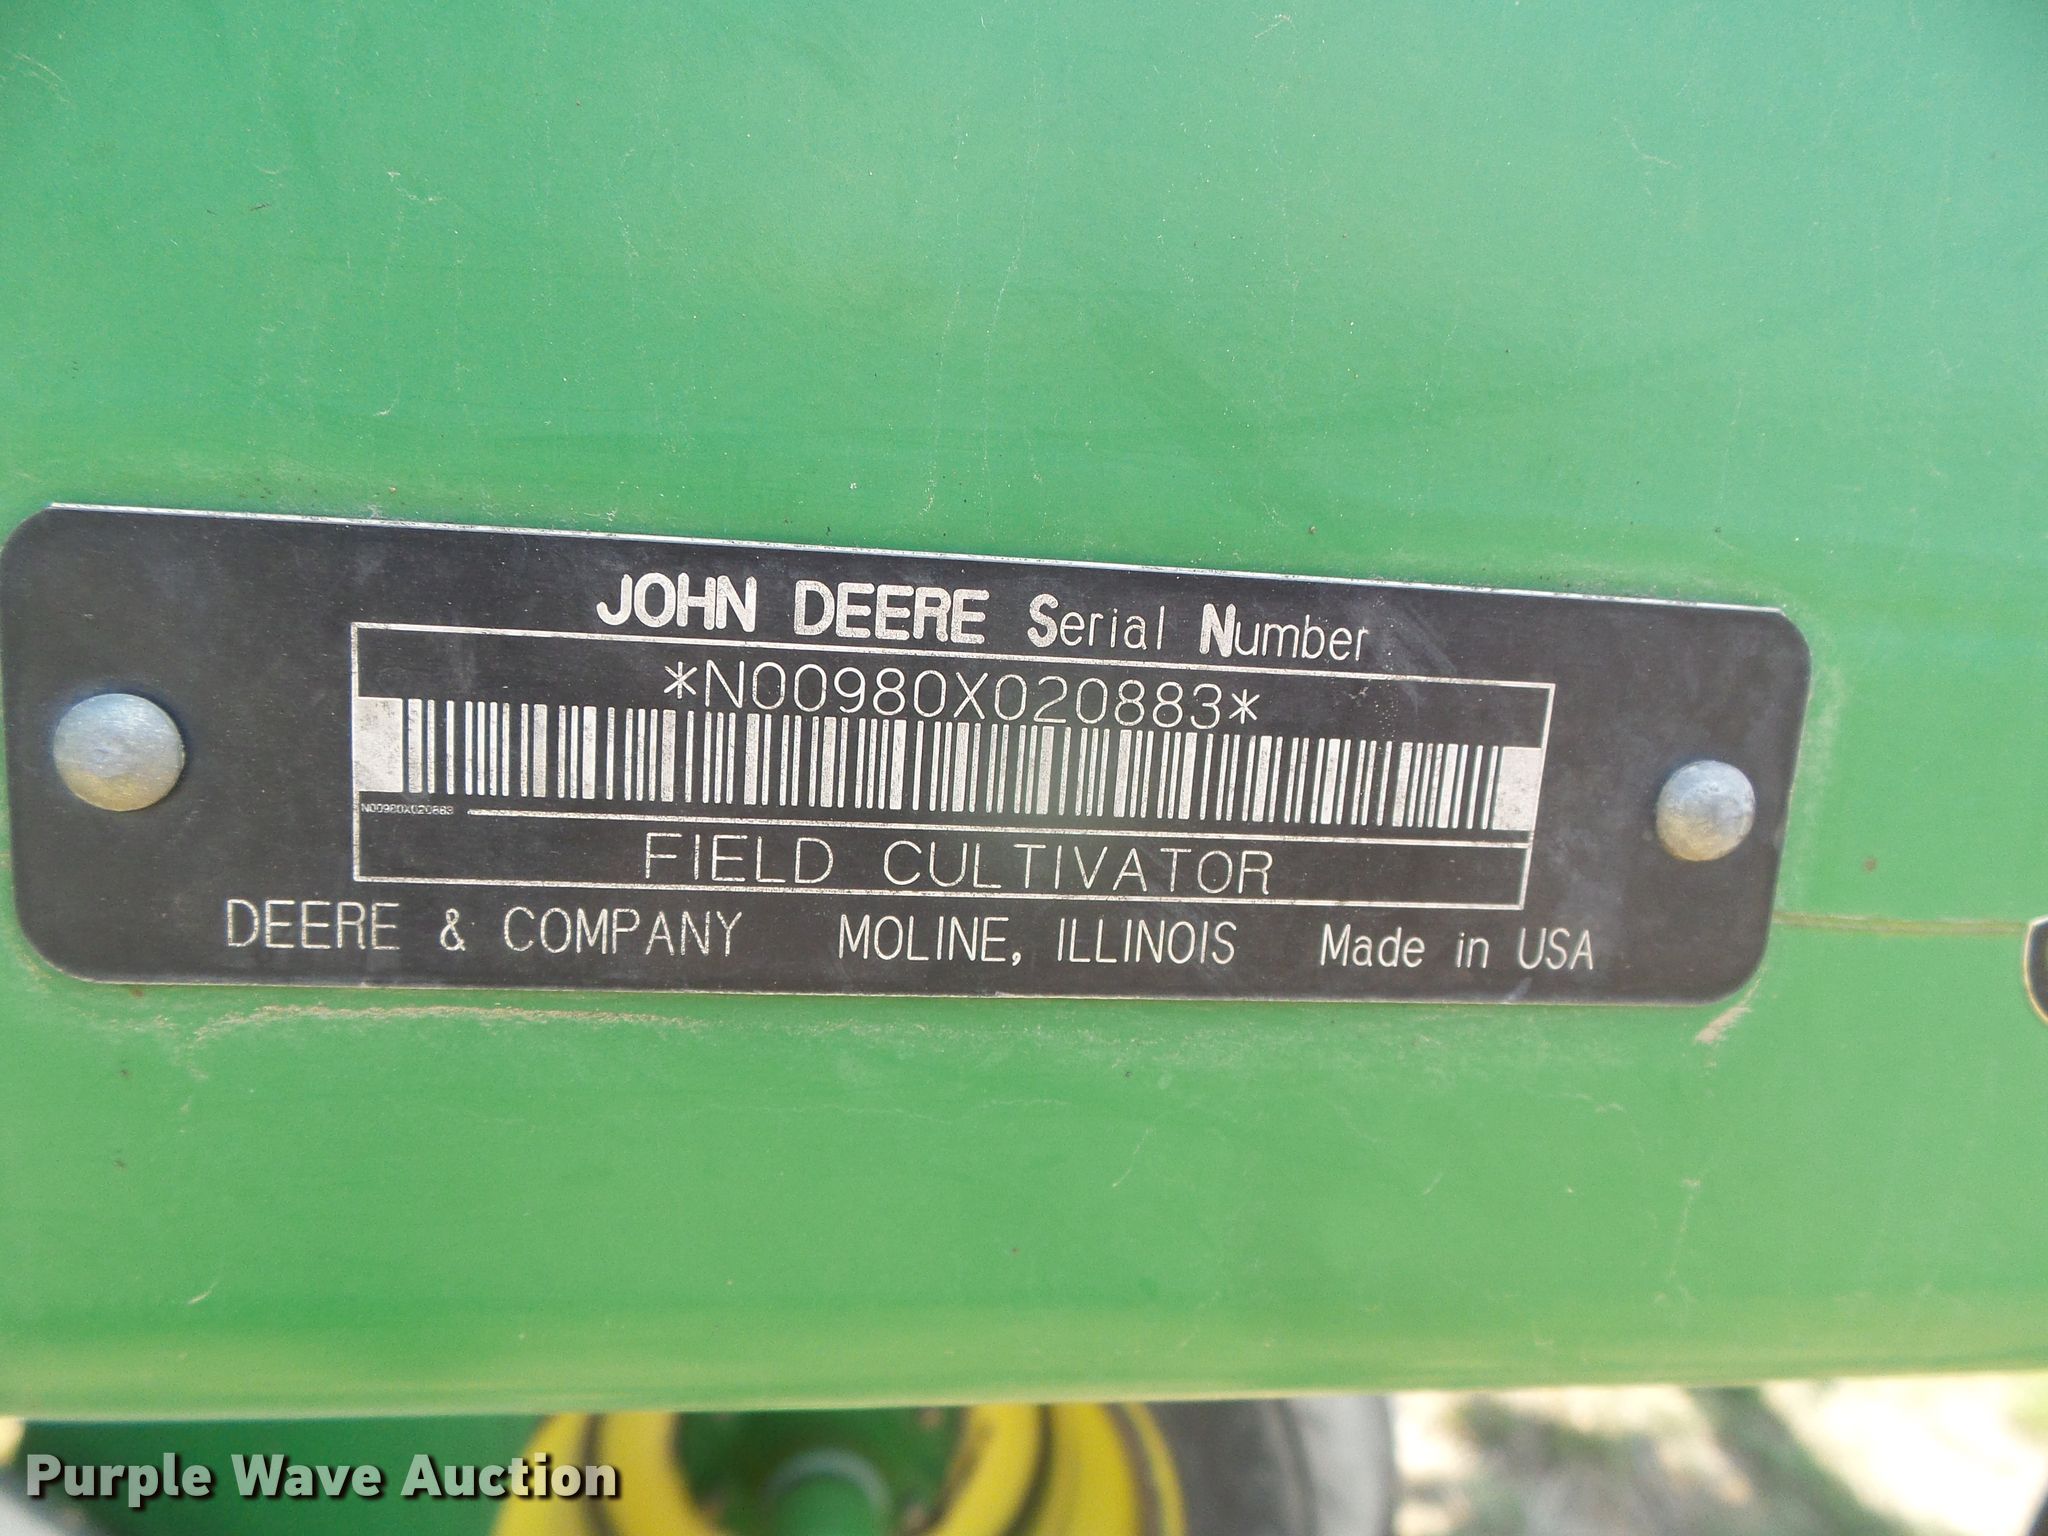 JOHN DEERE Serial Number
*N00980X020883*
N00980X020883
FIELD CULTIVATOR
DEERE & COMPANY MOLINE, ILLINOIS Made in USA
Purple Wave Auction